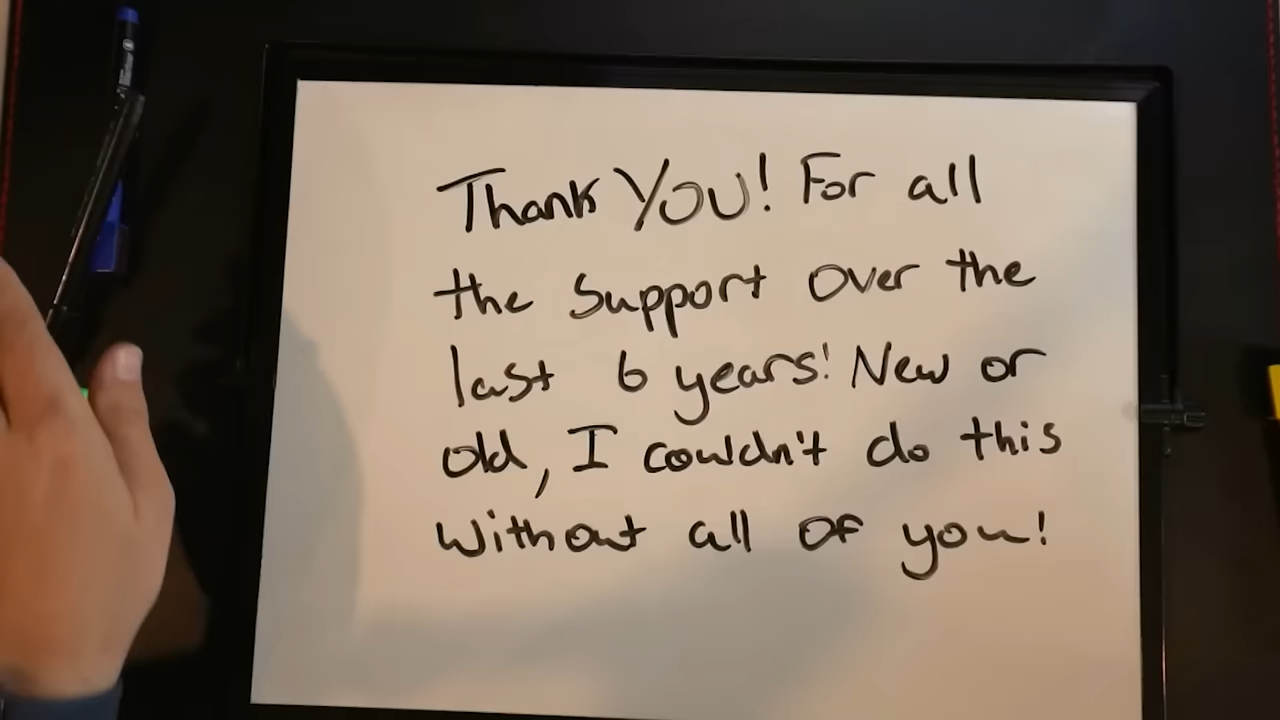 Thank YOU! For all
the Support Over the
last 6 years! New or
old, I couldn't do this
Without all OF you!